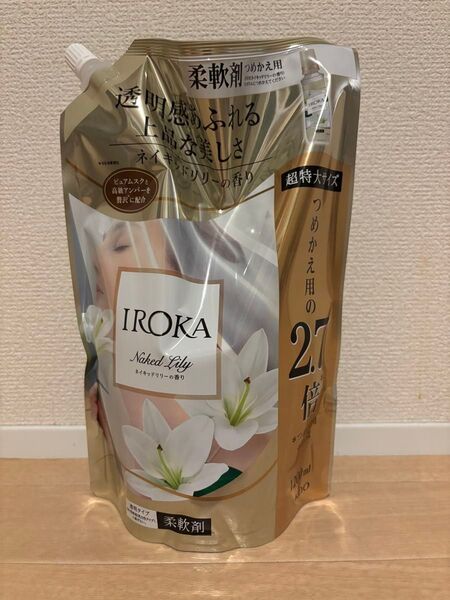 柔軟剤 つめかえ用
透明感あふれる
上品な美しさ
ネイキッドリリーの香り
ピュアムスクと
高級アンバーを
贅沢に配合
IROKA
超特大サイズ
つめかえ用の
2.7
倍
IROKA
Naked Lily
ネイキッドリリーの香り
柔軟剤